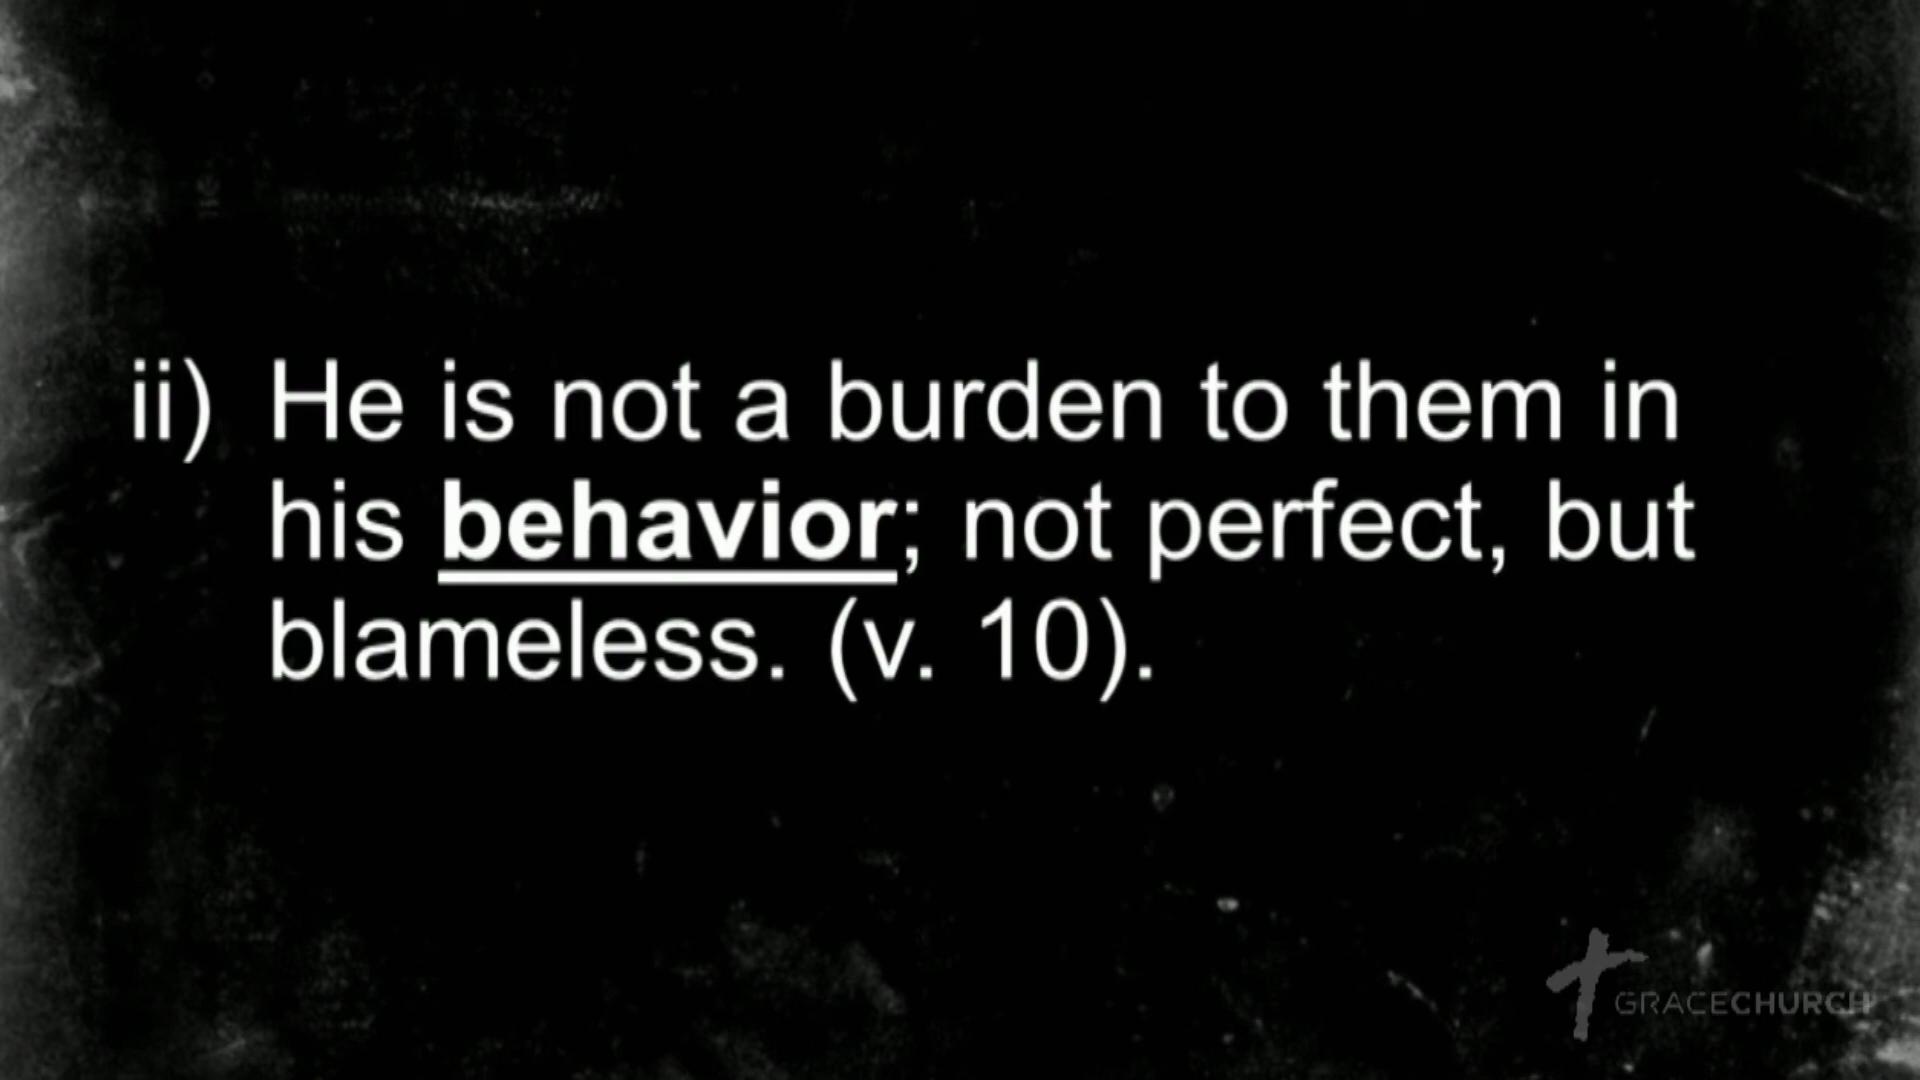 ii) He is not a burden to them in
his behavior; not perfect, but
blameless. (v. 10).
GRACECHURCH